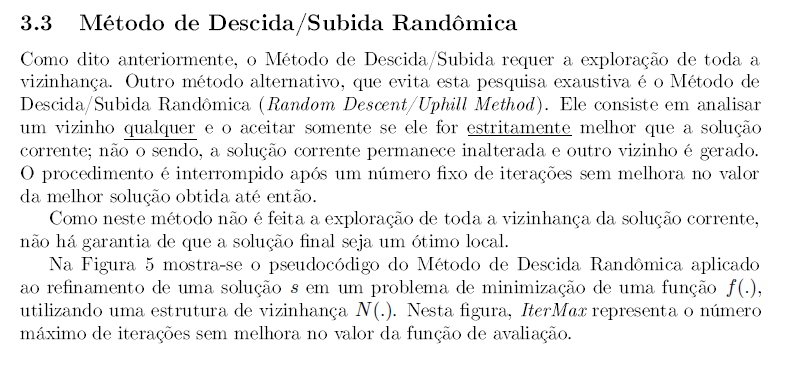 3.3 Método de Descida/Subida Randômica
Como dito anteriormente, o Método de Descida/Subida requer a exploração de toda a
vizinhança. Outro método alternativo, que evita esta pesquisa exaustiva é o Método de
Descida/Subida Randômica (Random Descent/Uphill Method). Ele consiste em analisar
um vizinho qualquer e o aceitar somente se ele for estritamente melhor que a solução
corrente; não o sendo, a solução corrente permanece inalterada e outro vizinho é gerado.
O procedimento é interrompido após um número fixo de iterações sem melhora no valor
da melhor solução obtida até então.
Como neste método não é feita a exploração de toda a vizinhança da solução corrente,
não há garantia de que a solução final seja um ótimo local.
Na Figura 5 mostra-se o pseudocódigo do Método de Descida Randômica aplicado
ao refinamento de uma solução s em um problema de minimização de uma função f(.),
utilizando uma estrutura de vizinhança N(.). Nesta figura, IterMax representa o número
máximo de iterações sem melhora no valor da função de avaliação.